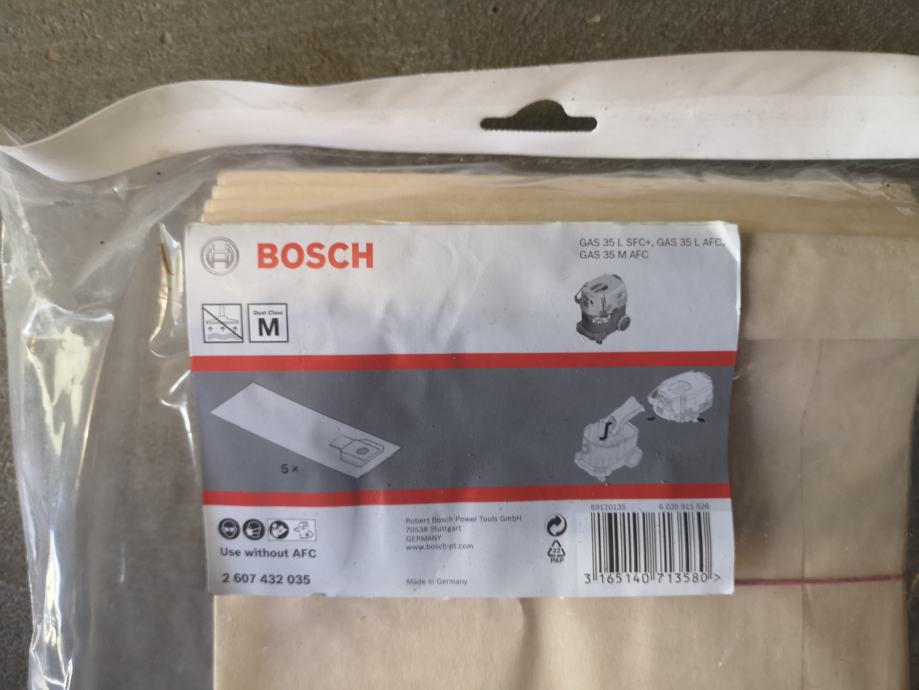 BOSCH
GAS 35 L SFC+, GAS 35 L AFC,
GAS 35 M AFC
Dust Class
M
5 ×
Use without AFC
2 607 432 035
Robert Bosch Power Tools GmbH
70538 Stuttgart
GERMANY
www.bosch-pt.com
Made in Germany
22
PAP
69120135
6 035 911 526
3 165140 713580 >